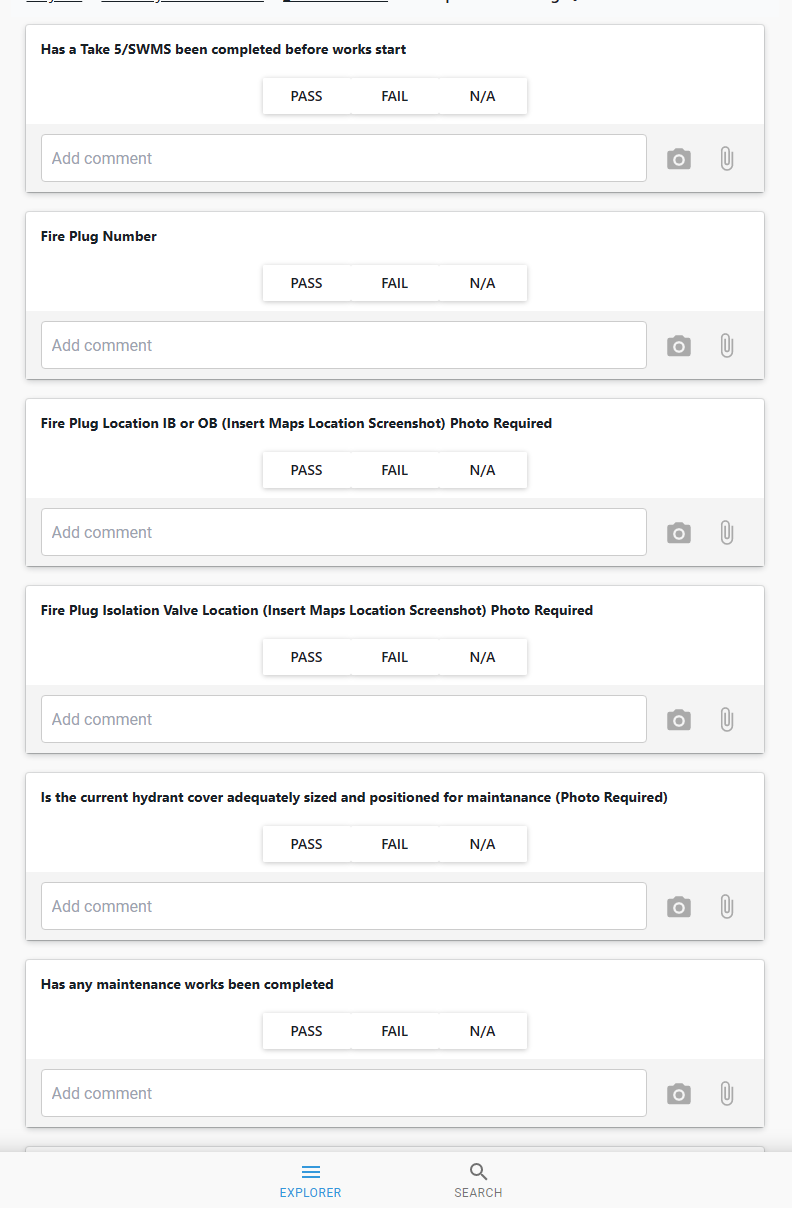 Has a Take 5/SWMS been completed before works start
PASS FAIL N/A
Add comment
Fire Plug Number
PASS FAIL N/A
Add comment
Fire Plug Location IB or OB (Insert Maps Location Screenshot) Photo Required
PASS FAIL N/A
Add comment
Fire Plug Isolation Valve Location (Insert Maps Location Screenshot) Photo Required
PASS FAIL N/A
Add comment
Is the current hydrant cover adequately sized and positioned for maintanance (Photo Required)
PASS FAIL N/A
Add comment
Has any maintenance works been completed
PASS FAIL N/A
Add comment
EXPLORER SEARCH